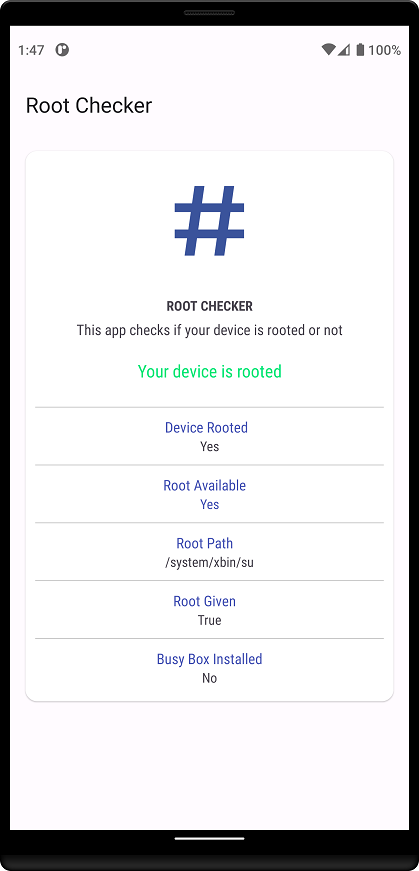 1:47
100%
Root Checker
#
ROOT CHECKER
This app checks if your device is rooted or not
Your device is rooted
Device Rooted
Yes
Root Available
Yes
Root Path
/system/xbin/su
Root Given
True
Busy Box Installed
No